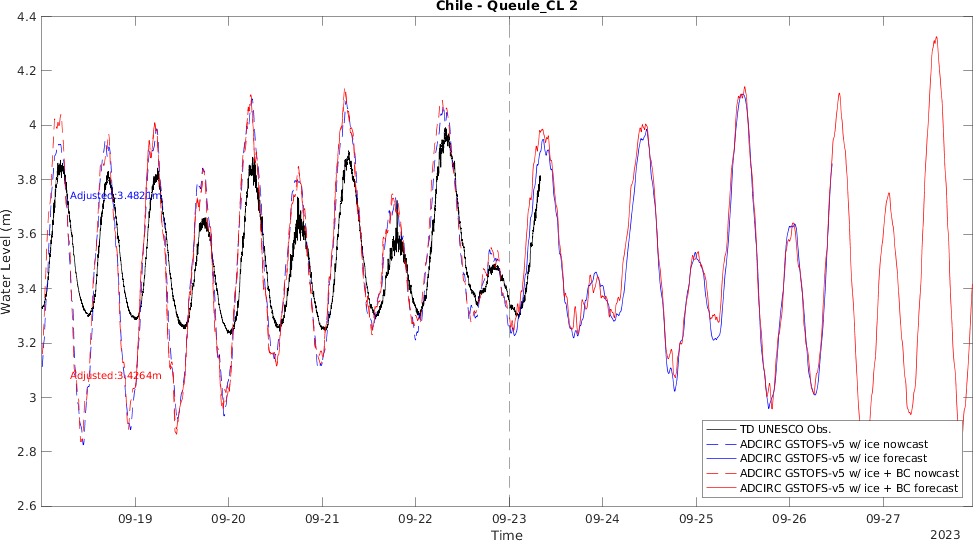 Chile - Queule_CL 2
4.4
4.2
4
3.8
3.6
3.4
3.2
3
2.8
2.6
Water Level (m)
Adjusted:3.4821m
Adjusted:3.4264m
TD UNESCO Obs.
ADCIRC GSTOFS-v5 w/ ice nowcast
ADCIRC GSTOFS-v5 w/ ice forecast
ADCIRC GSTOFS-v5 w/ ice + BC nowcast
ADCIRC GSTOFS-v5 w/ ice + BC forecast
09-19
09-20
09-21
09-22
09-23
09-24
09-25
09-26
09-27
Time
2023